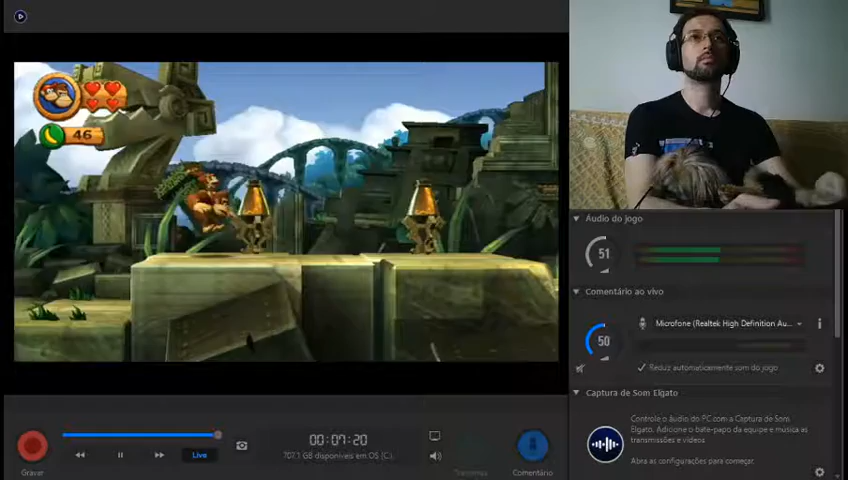 46
Áudio do jogo
51
Comentário ao vivo
Microfone (Realtek High Definition Au...
50
Reduz automaticamente som do jogo
Captura de Som Elgato
Controle o áudio do PC com a Captura de Som
Elgato. Adicione o bate-papo da equipe e músicas às
transmissões e vídeos
Abra as configurações para começar.
Live
00:07:20
707.1 GB disponíveis em OS (C:)
Gravar
Transmitir
Comentário